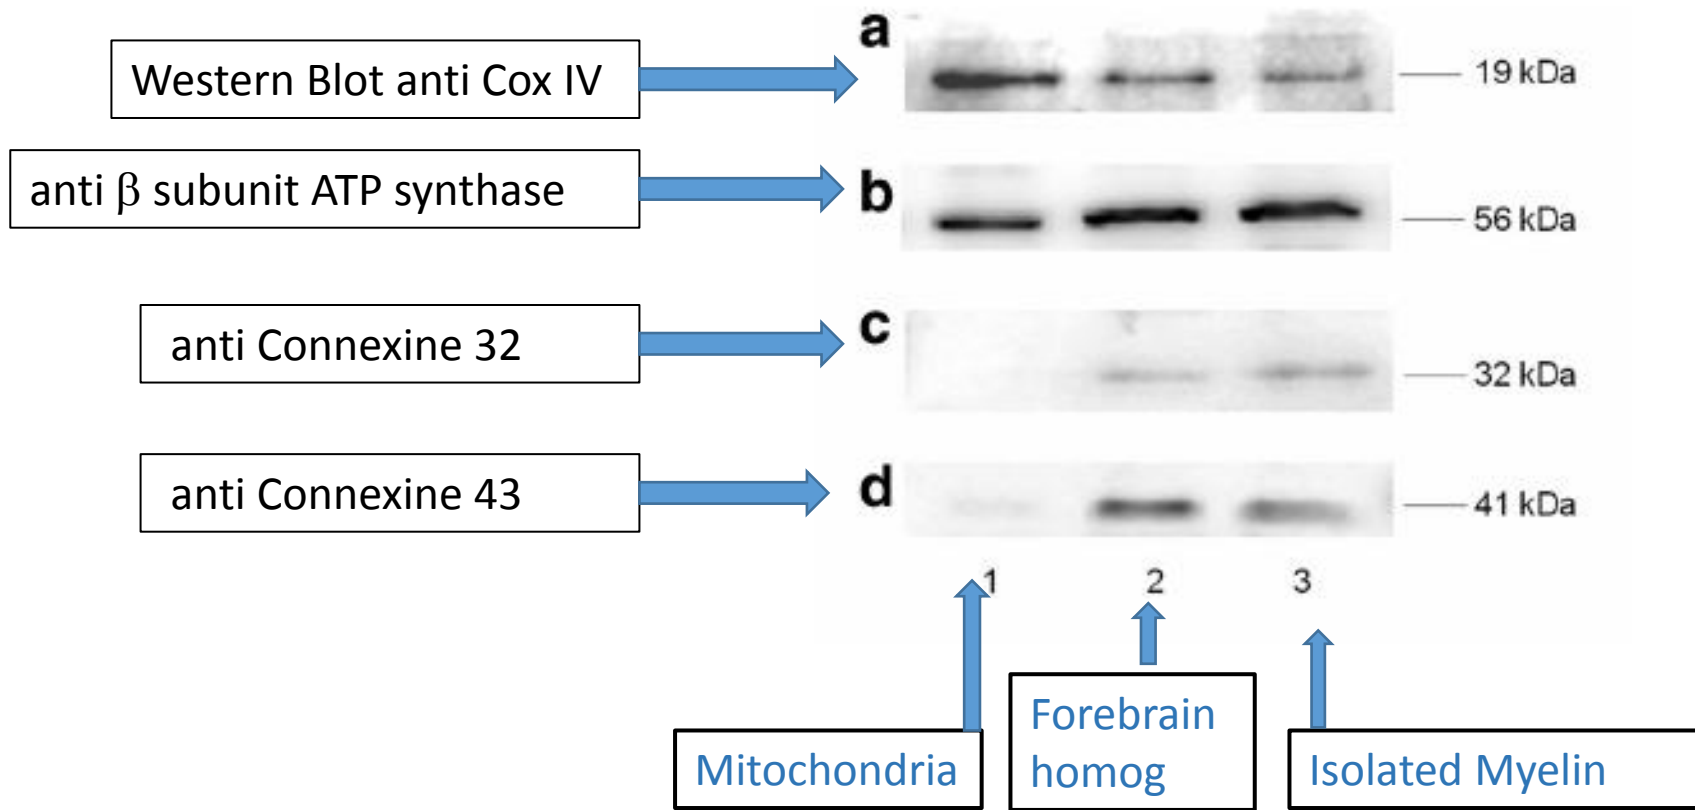 Western Blot anti Cox IV
a
19 kDa
anti β subunit ATP synthase
b
56 kDa
anti Connexine 32
c
32 kDa
anti Connexine 43
d
41 kDa
1
2
3
Mitochondria
Forebrain
homog
Isolated Myelin